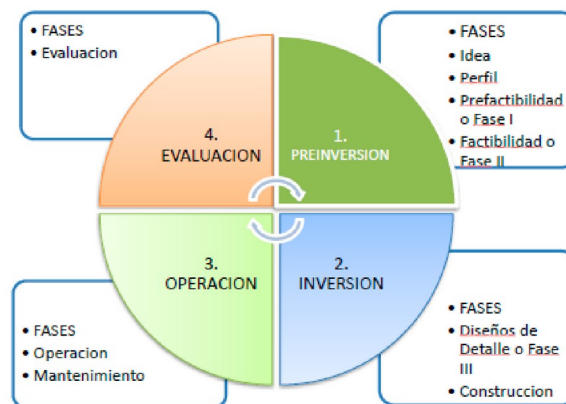 • FASES
• Evaluacion
• FASES
• Idea
• Perfil
• Prefactibilidad
o Fase I
• Factibilidad o
Fase II
4.
EVALUACION
1.
PREINVERSION
3.
OPERACION
2.
INVERSION
• FASES
• Operacion
• Mantenimiento
• FASES
• Diseños de
Detalle o Fase
III
• Construccion